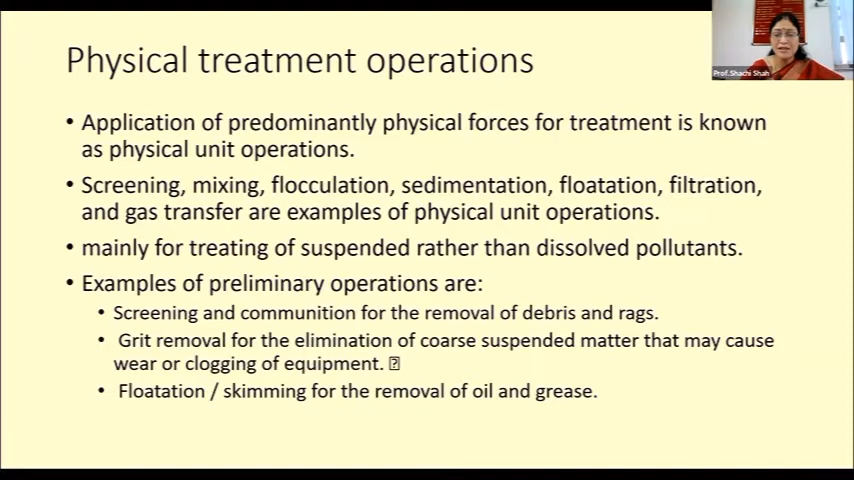 Physical treatment operations
Prof.Shachi Shah
• Application of predominantly physical forces for treatment is known
as physical unit operations.
• Screening, mixing, flocculation, sedimentation, floatation, filtration,
and gas transfer are examples of physical unit operations.
• mainly for treating of suspended rather than dissolved pollutants.
• Examples of preliminary operations are:
• Screening and communition for the removal of debris and rags.
• Grit removal for the elimination of coarse suspended matter that may cause
wear or clogging of equipment.
• Floatation / skimming for the removal of oil and grease.